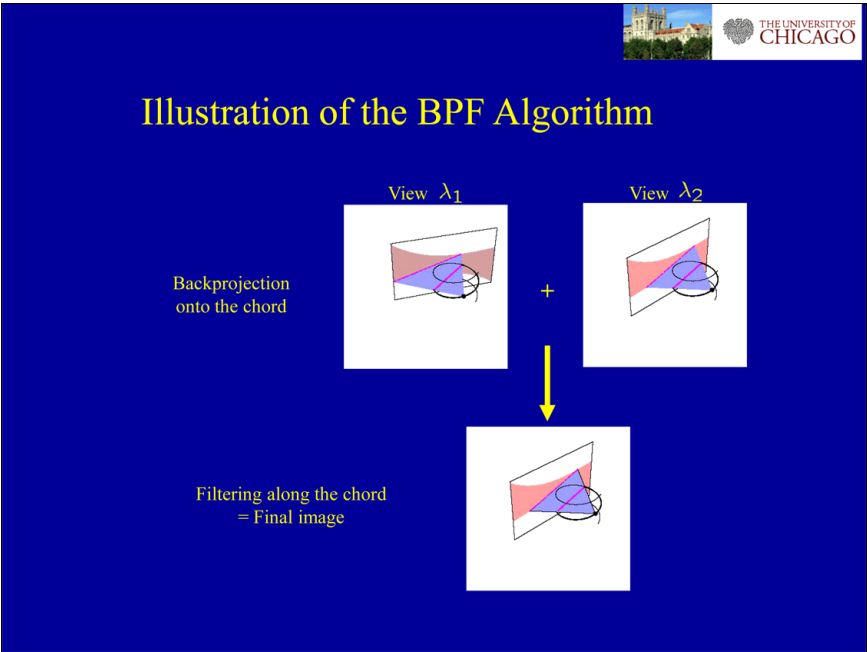 THE UNIVERSITY OF
CHICAGO
Illustration of the BPF Algorithm
View λ1
View λ2
Backprojection
onto the chord
+
Filtering along the chord
= Final image